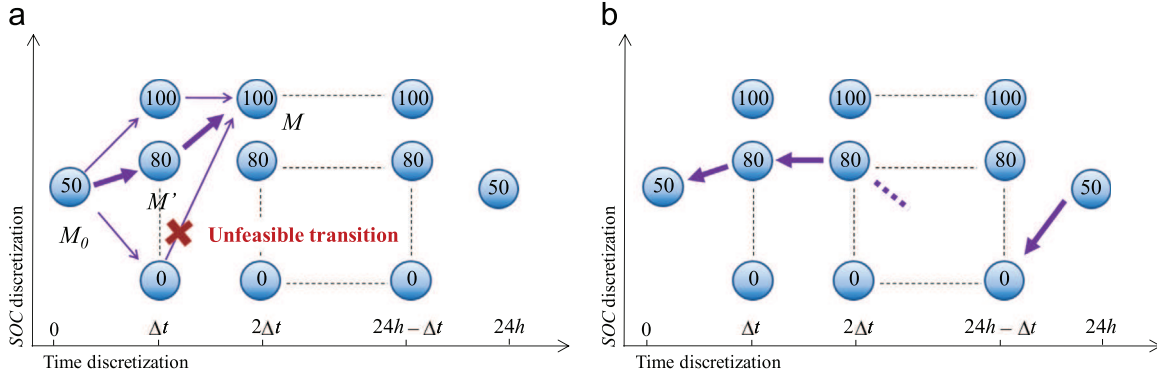 a
100 100 100
M
50 80 80 80 50
M'
M₀ Unfeasible transition
0 0 0
SOC discretization
0 Δt 2Δt 24h – Δt 24h
Time discretization
b
100 100 100
50 80 80 80 50
0 0 0
SOC discretization
0 Δt 2Δt 24h – Δt 24h
Time discretization